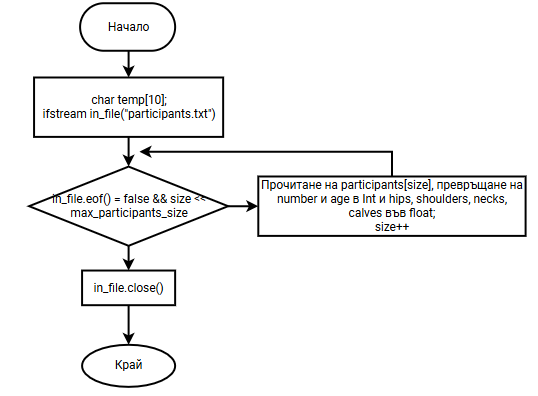 Начало
char temp[10];
ifstream in_file("participants.txt")
in_file.eof() = false && size <<
max_participants_size
Прочитане на participants[size], превръщане на
number и age в Int и hips, shoulders, necks,
calves във float;
size++
in_file.close()
Край